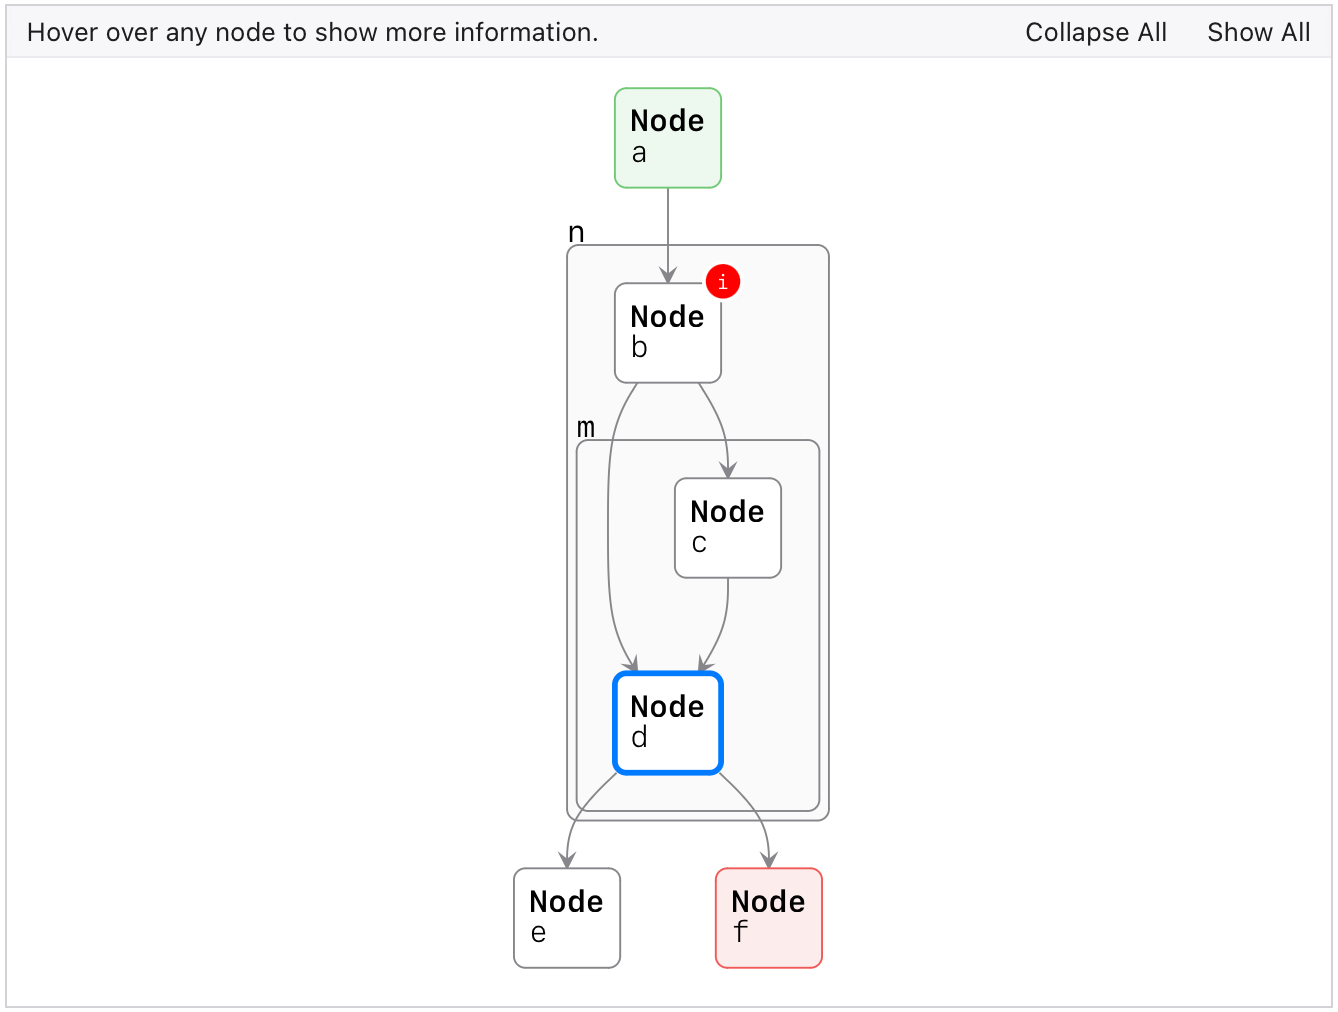 Hover over any node to show more information.
Collapse All
Show All
Node
a
n
i
Node
b
m
Node
c
Node
d
Node
e
Node
f